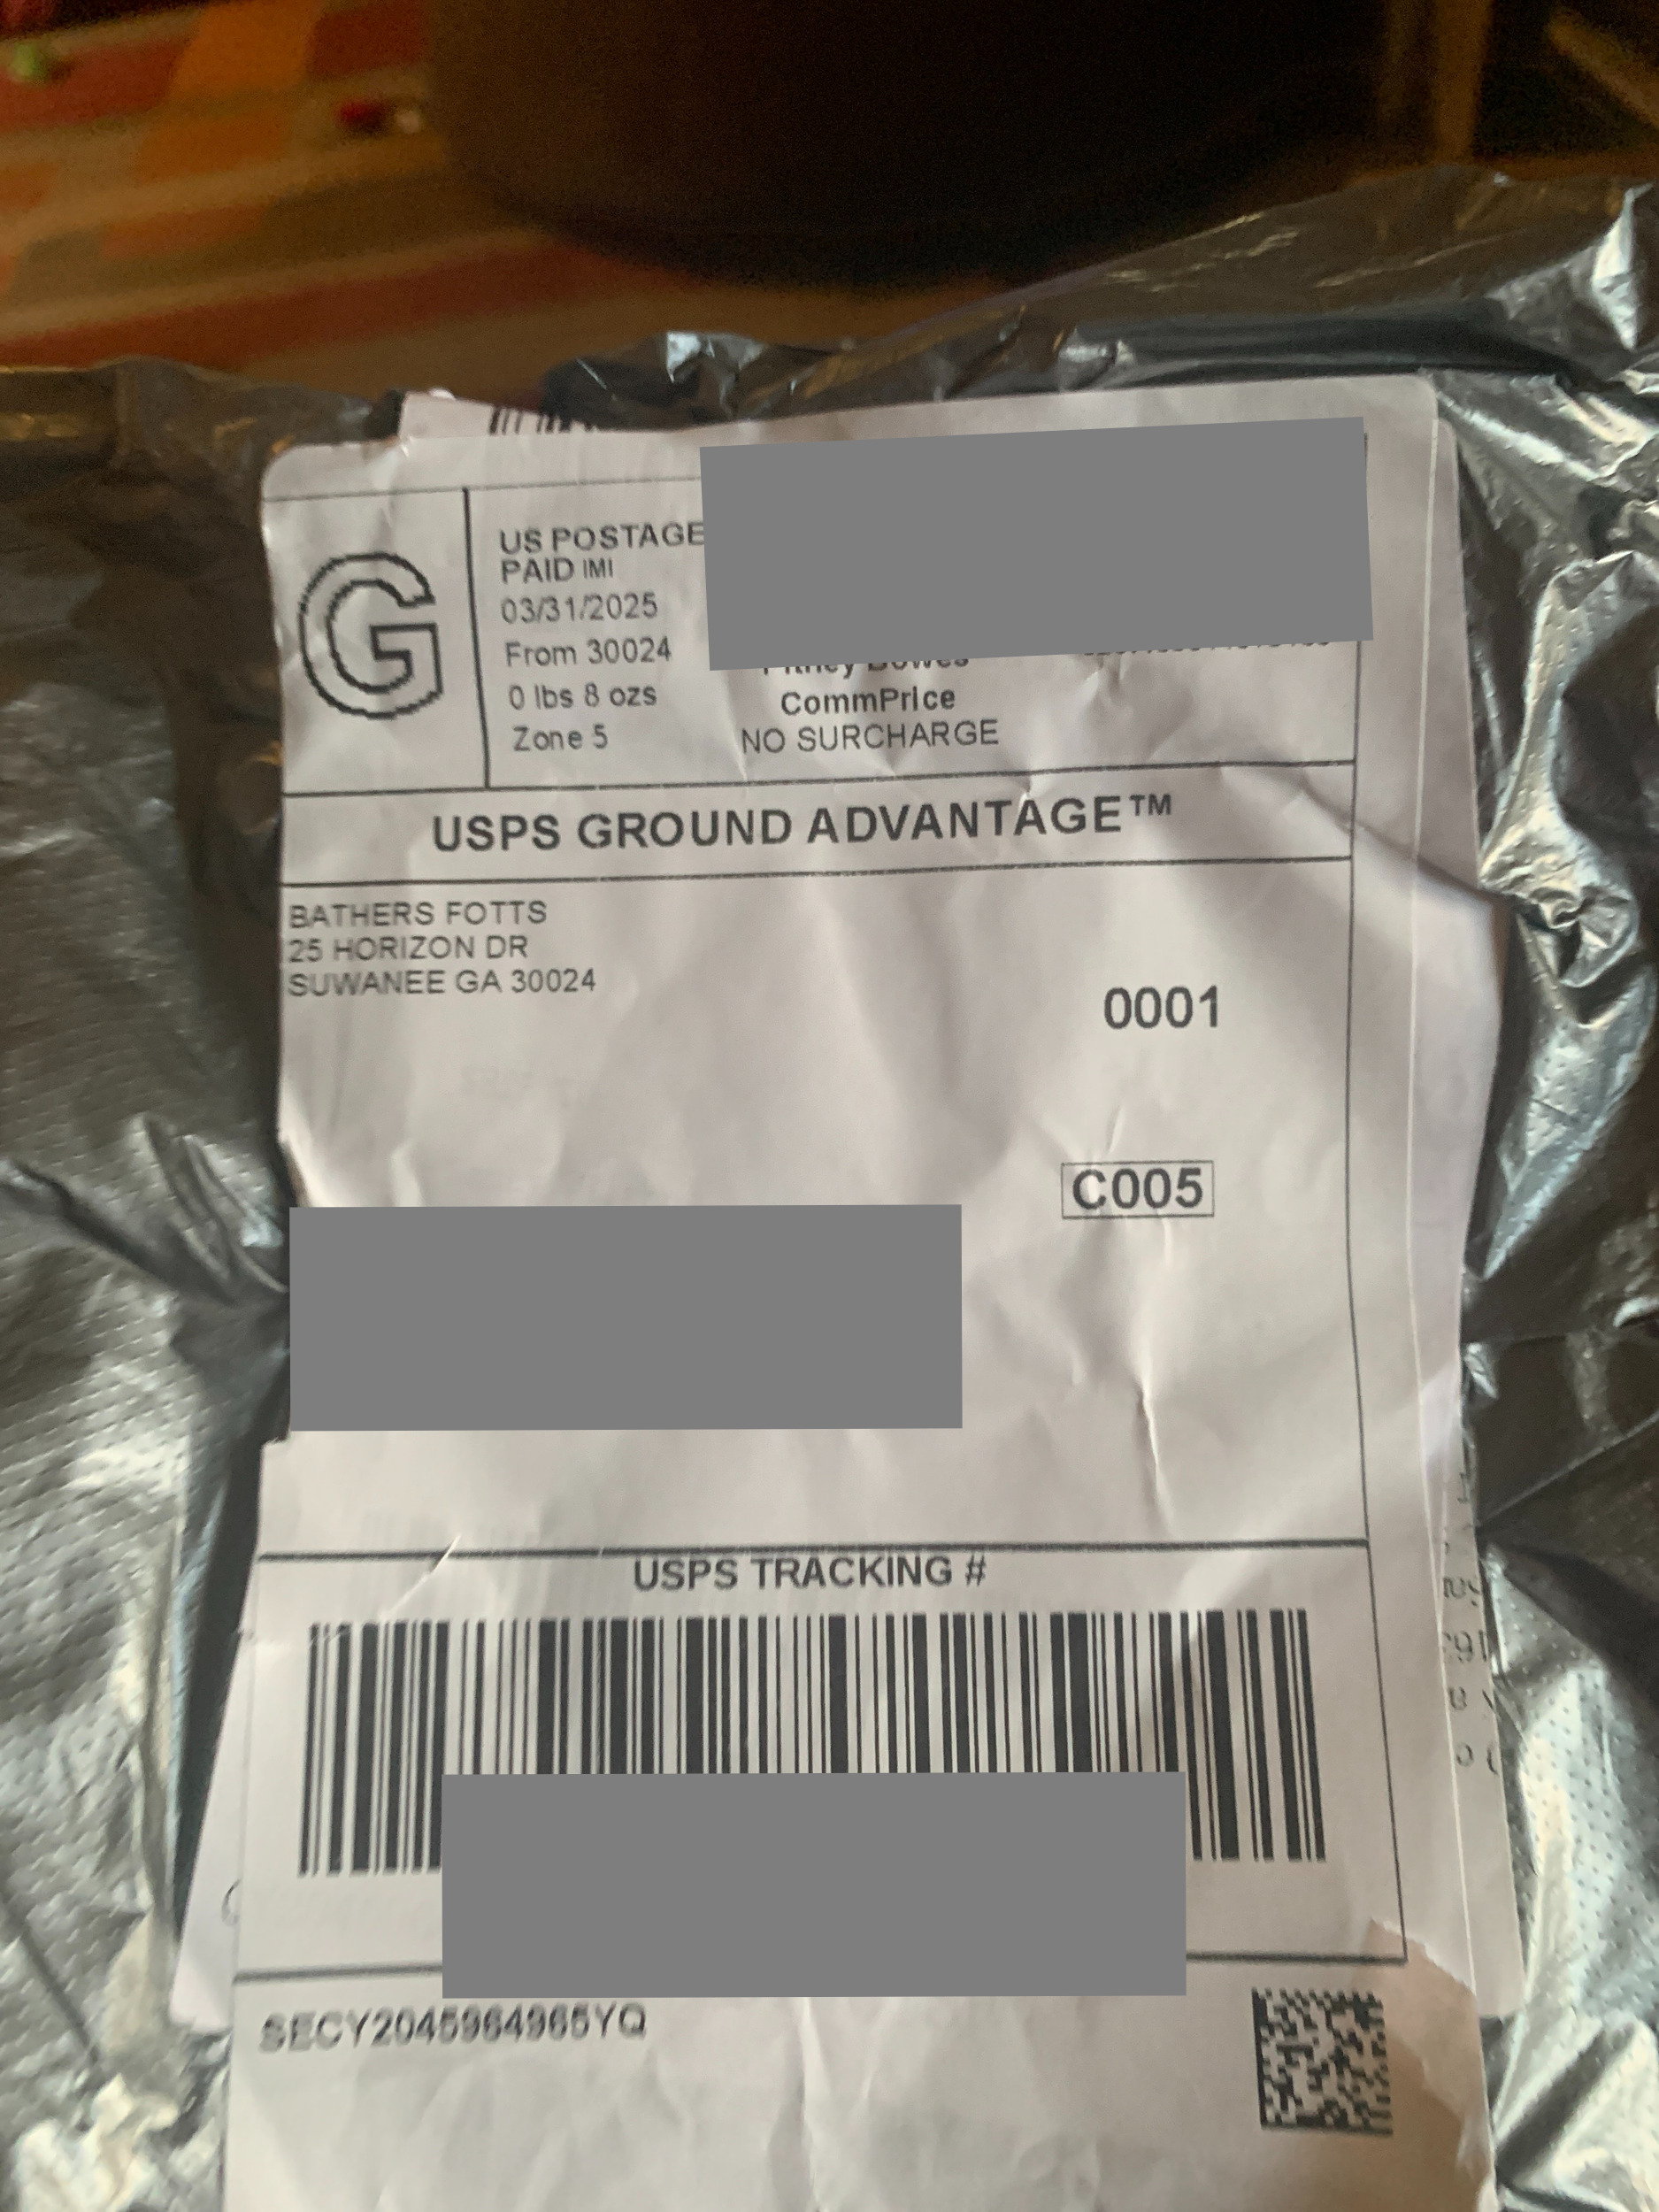 G
US POSTAGE
PAID IMI
03/31/2025
From 30024
0 lbs 8 ozs
Zone 5
CommPrice
NO SURCHARGE
USPS GROUND ADVANTAGE™
BATHERS FOTTS
25 HORIZON DR
SUWANEE GA 30024
0001
C005
USPS TRACKING #
SECY2045964965YQ